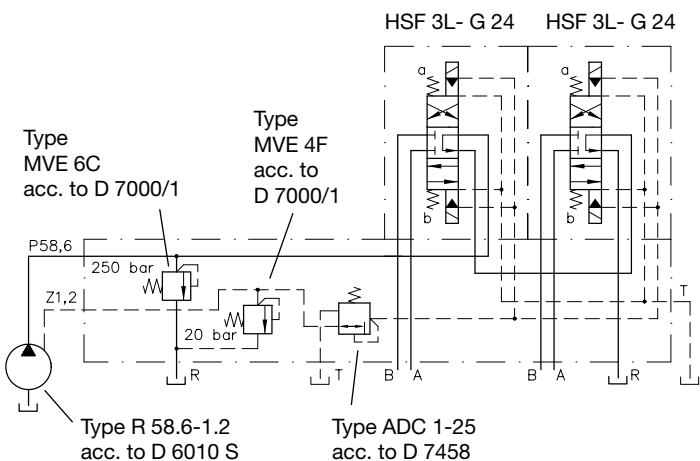 HSF 3L- G 24
HSF 3L- G 24
a
a
Type
MVE 6C
acc. to
D 7000/1
Type
MVE 4F
acc. to
D 7000/1
b
b
P58,6
250 bar
Z1,2
20 bar
T
R
T
B
A
B
A
R
Type R 58.6-1.2
acc. to D 6010 S
Type ADC 1-25
acc. to D 7458